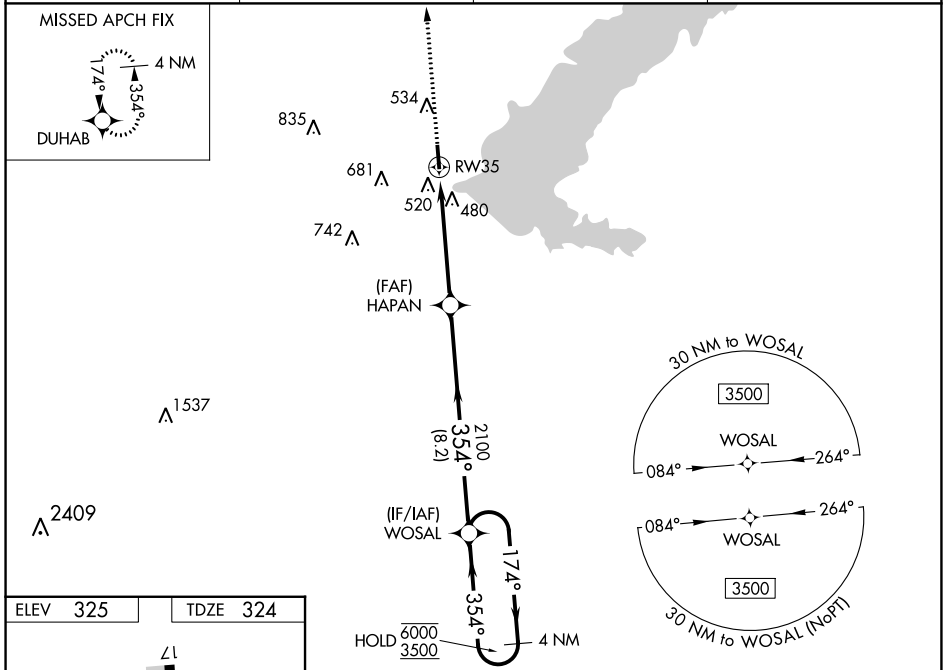 MISSED APCH FIX
4 NM
174°
354°
DUHAB
534
835
681
RW35
520
480
742
(FAF)
HAPAN
1537
2100
354°
(8.2)
2409
(IF/IAF)
WOSAL
174°
354°
HOLD
6000
3500
4 NM
30 NM to WOSAL
3500
WOSAL
084°
264°
084°
264°
WOSAL
3500
30 NM to WOSAL (NoPT)
ELEV 325
TDZE 324
17